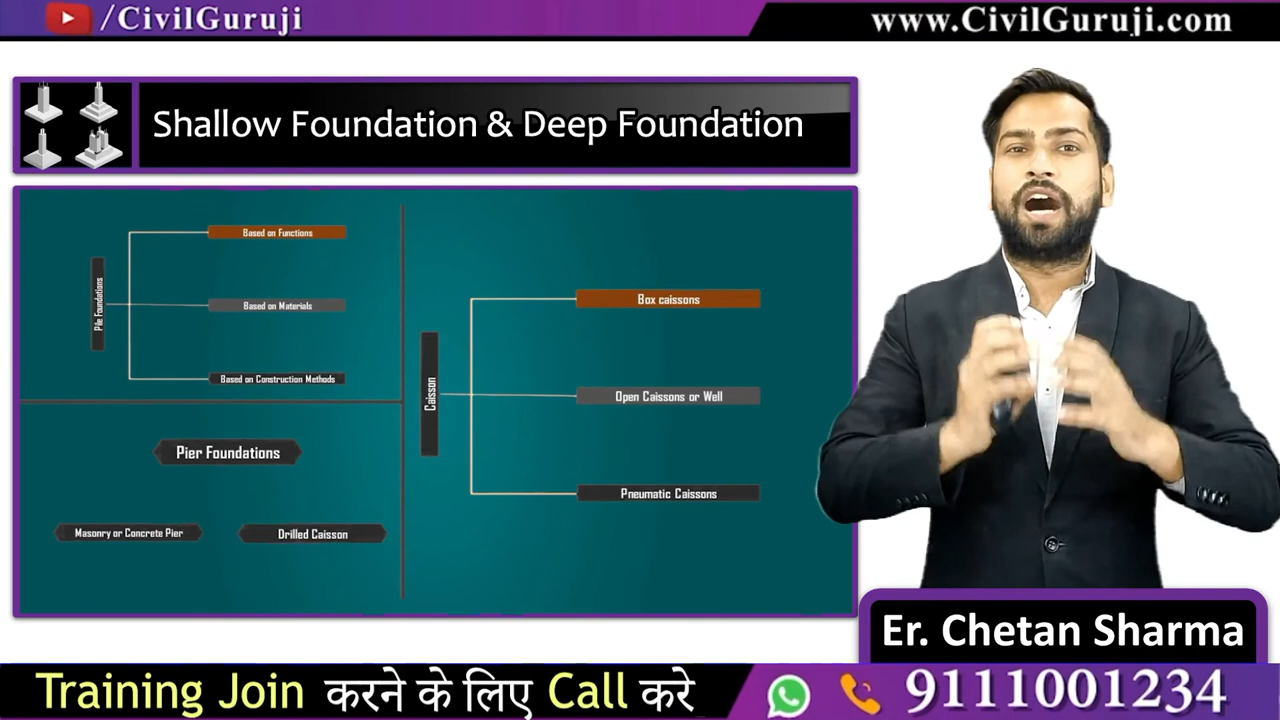 /CivilGuruji
www.CivilGuruji.com
Shallow Foundation & Deep Foundation
Based on Functions
Pile Foundations
Based on Materials
Based on Construction Methods
Pier Foundations
Masonry or Concrete Pier
Drilled Caisson
Caisson
Box caissons
Open Caissons or Well
Pneumatic Caissons
Er. Chetan Sharma
Training Join करने के लिए Call करे
9111001234